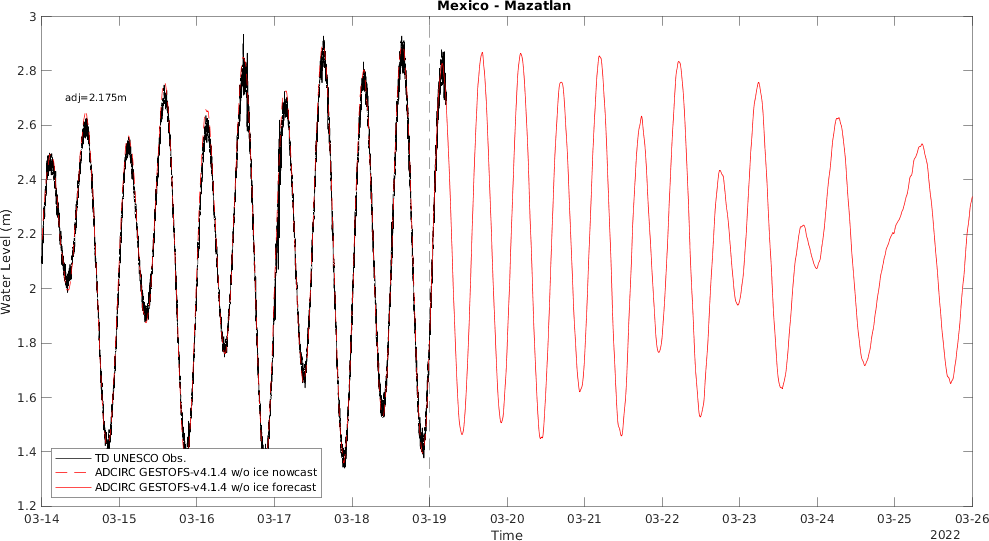 Mexico - Mazatlan
3
2.8
adj=2.175m
2.6
2.4
2.2
Water Level (m)
2
1.8
1.6
1.4
1.2
TD UNESCO Obs.
ADCIRC GESTOFS-v4.1.4 w/o ice nowcast
ADCIRC GESTOFS-v4.1.4 w/o ice forecast
03-14 03-15 03-16 03-17 03-18 03-19 03-20 03-21 03-22 03-23 03-24 03-25 03-26
Time
2022